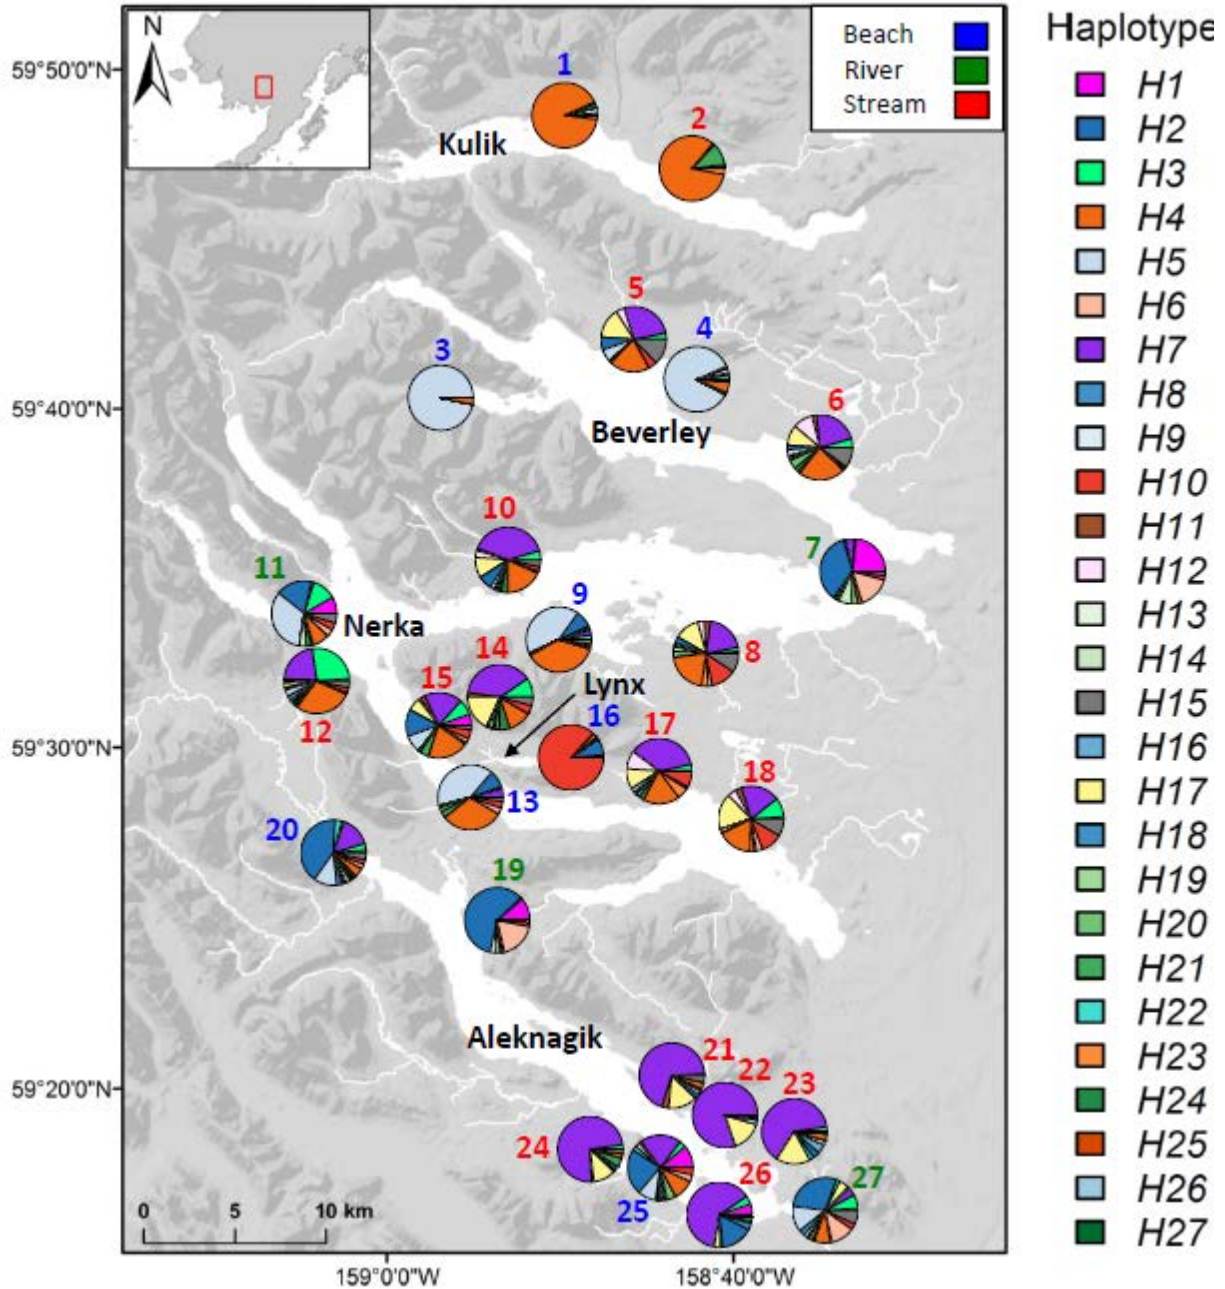 N
Beach
River
Stream
Haplotype
H1
H2
H3
H4
H5
H6
H7
H8
H9
H10
H11
H12
H13
H14
H15
H16
H17
H18
H19
H20
H21
H22
H23
H24
H25
H26
H27
59°50'0"N
59°40'0"N
59°30'0"N
59°20'0"N
1
Kulik
2
5
4
3
Beverley
6
10
7
11
9
Nerka
8
14
15
Lynx
12
16
17
18
13
20
19
Aleknagik
21
22
23
24
26
27
25
0 5 10 km
159°0'0"W
158°40'0"W